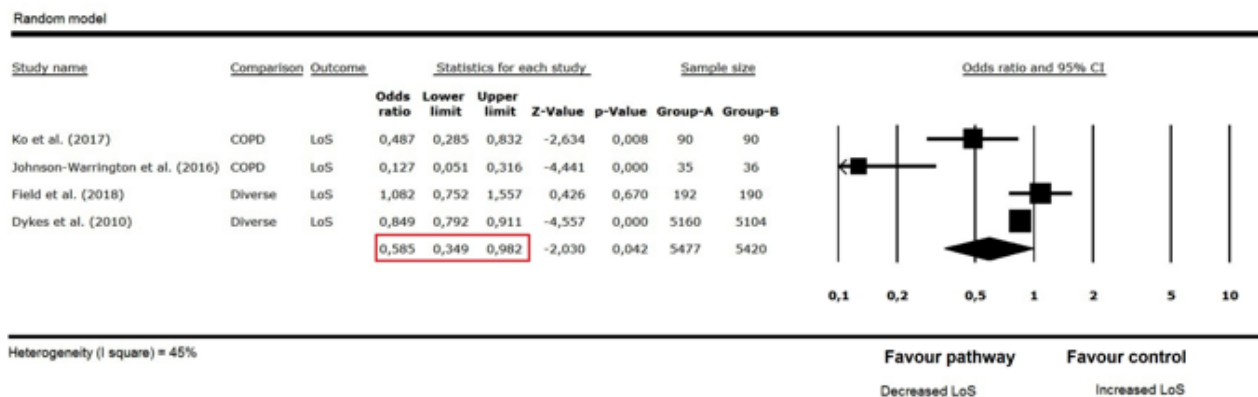 Random model
Study name Comparison Outcome Statistics for each study Sample size Odds ratio and 95% CI
Odds ratio Lower limit Upper limit Z-Value p-Value Group-A Group-B
Ko et al. (2017) COPD LoS 0,487 0,285 0,832 -2,634 0,008 90 90
Johnson-Warrington et al. (2016) COPD LoS 0,127 0,051 0,316 -4,441 0,000 35 36
Field et al. (2018) Diverse LoS 1,082 0,752 1,557 0,426 0,670 192 190
Dykes et al. (2010) Diverse LoS 0,849 0,792 0,911 -4,557 0,000 5160 5104
0,585 0,349 0,982 -2,030 0,042 5477 5420
0,1 0,2 0,5 1 2 5 10
Heterogeneity (I square) = 45%
Favour pathway Favour control
Decreased LoS Increased LoS